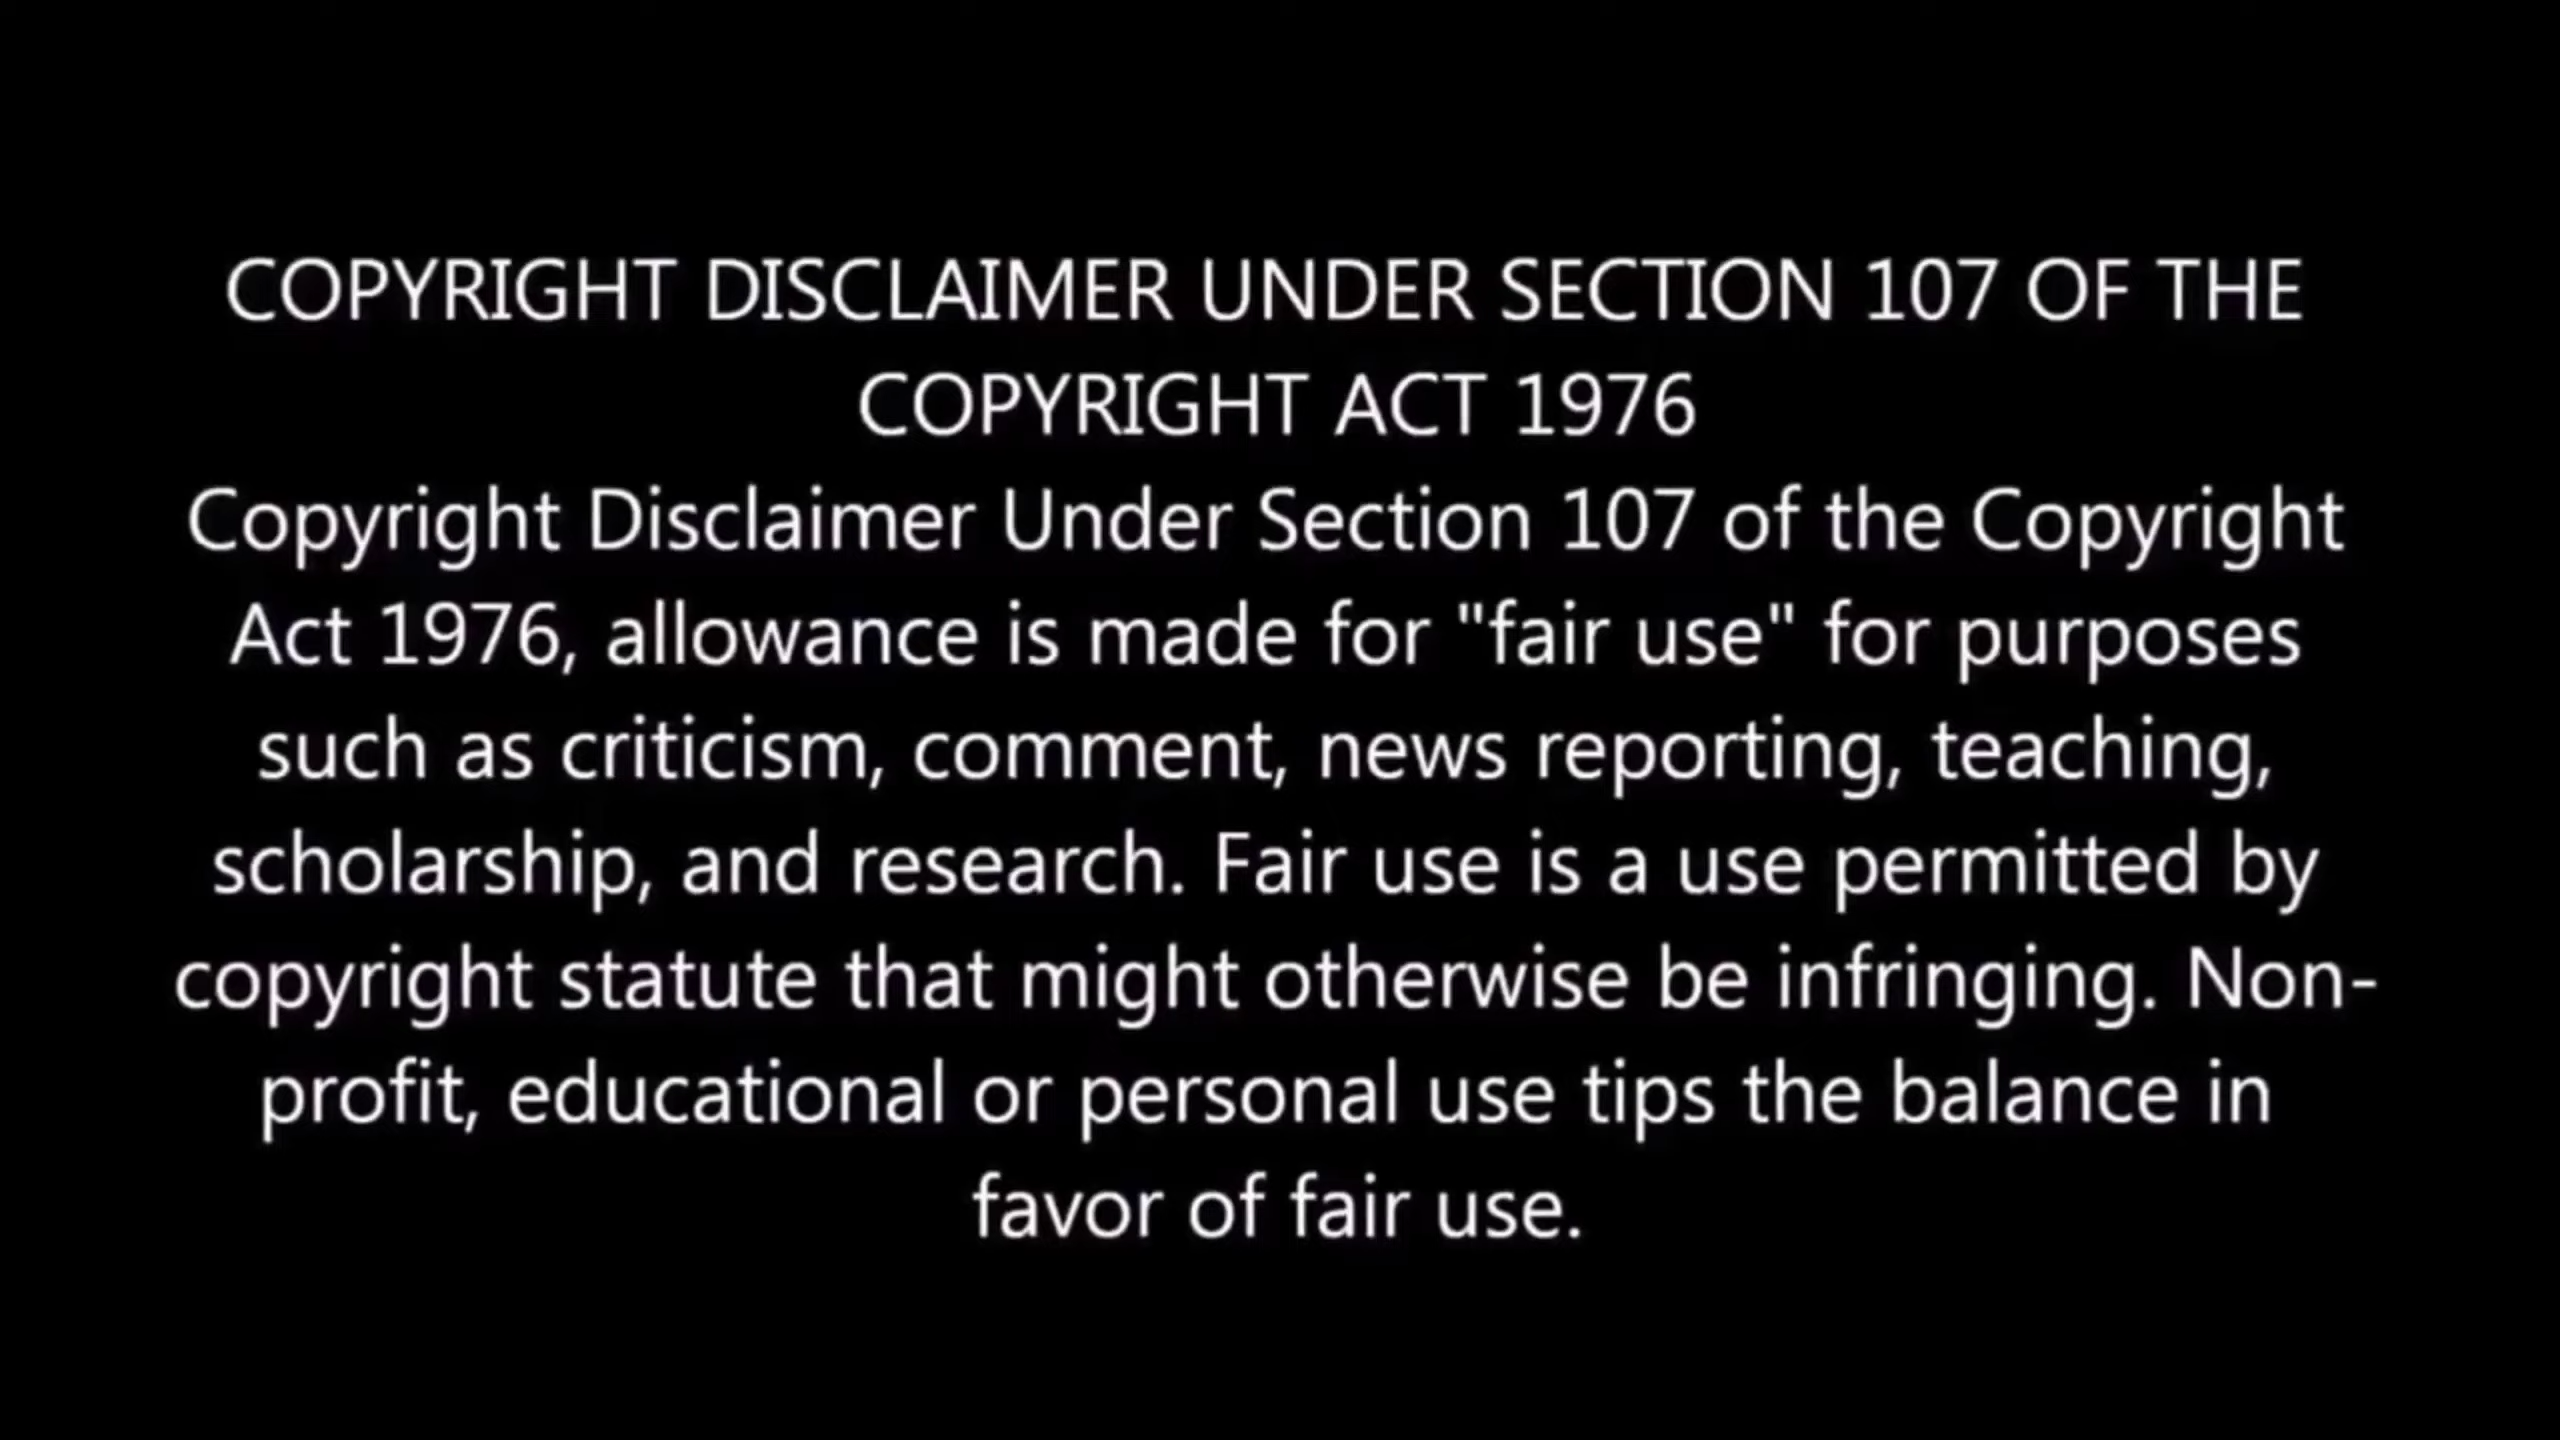 COPYRIGHT DISCLAIMER UNDER SECTION 107 OF THE
COPYRIGHT ACT 1976
Copyright Disclaimer Under Section 107 of the Copyright
Act 1976, allowance is made for "fair use" for purposes
such as criticism, comment, news reporting, teaching,
scholarship, and research. Fair use is a use permitted by
copyright statute that might otherwise be infringing. Non-
profit, educational or personal use tips the balance in
favor of fair use.